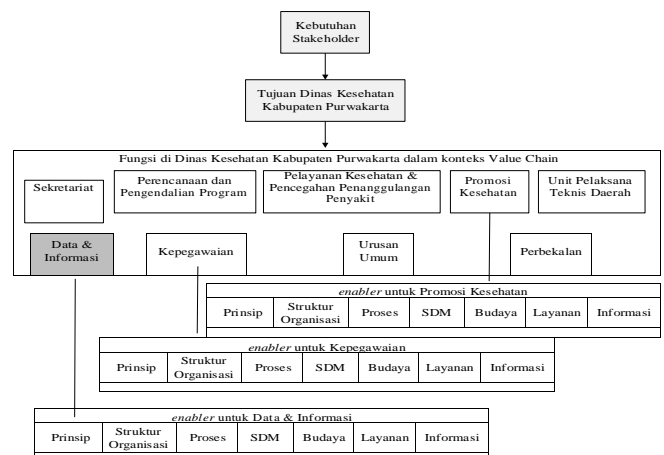 Kebutuhan
Stakeholder
Tujuan Dinas Kesehatan
Kabupaten Purwakarta
Fungsi di Dinas Kesehatan Kabupaten Purwakarta dalam konteks Value Chain
Sekretariat
Perencanaan dan
Pengendalian Program
Pelayanan Kesehatan &
Pencegahan Penanggulangan
Penyakit
Promosi
Kesehatan
Unit Pelaksana
Teknis Daerah
Data &
Informasi
Kepegawaian
Urusan
Umum
Perbekalan
enabler untuk Promosi Kesehatan
Prinsip
Struktur
Organisasi
Proses
SDM
Budaya
Layanan
Informasi
enabler untuk Kepegawaian
Prinsip
Struktur
Organisasi
Proses
SDM
Budaya
Layanan
Informasi
enabler untuk Data & Informasi
Prinsip
Struktur
Organisasi
Proses
SDM
Budaya
Layanan
Informasi